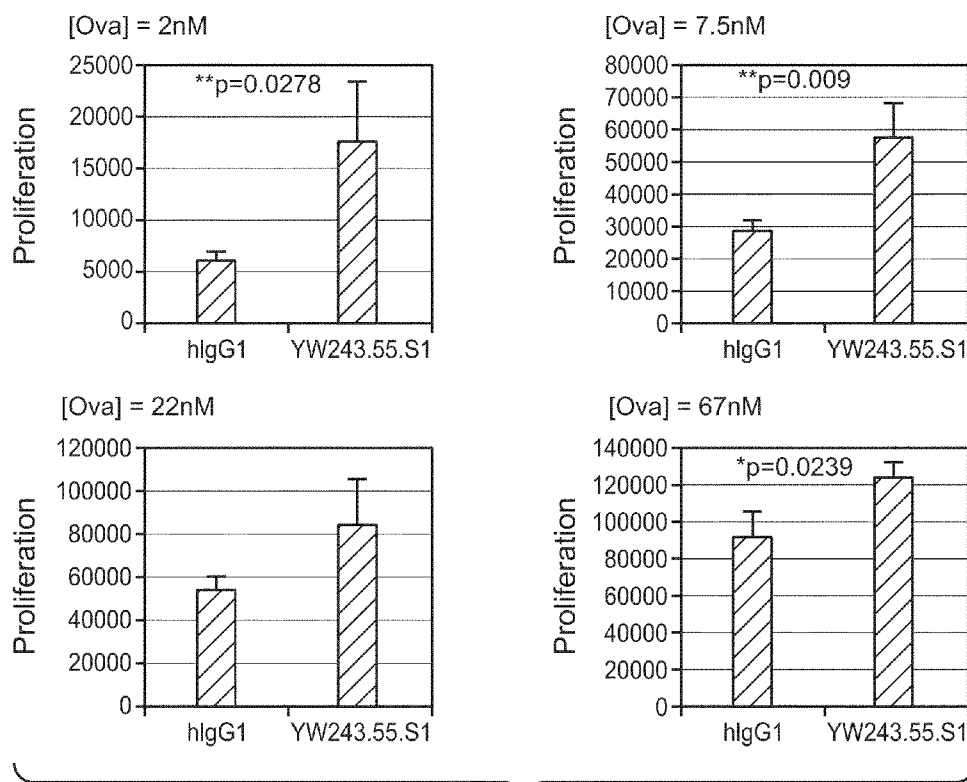 [Ova] = 2nM
Proliferation
25000
20000
15000
10000
5000
0
**p=0.0278
hIgG1 YW243.55.S1
[Ova] = 7.5nM
Proliferation
80000
70000
60000
50000
40000
30000
20000
10000
0
**p=0.009
hIgG1 YW243.55.S1
[Ova] = 22nM
Proliferation
120000
100000
80000
60000
40000
20000
0
hIgG1 YW243.55.S1
[Ova] = 67nM
Proliferation
140000
120000
100000
80000
60000
40000
20000
0
*p=0.0239
hIgG1 YW243.55.S1